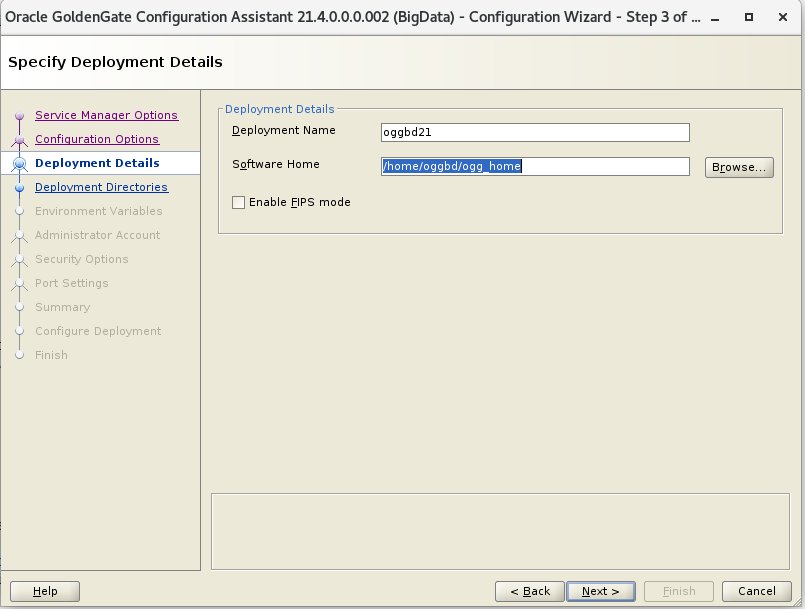 Oracle GoldenGate Configuration Assistant 21.4.0.0.0.002 (BigData) - Configuration Wizard - Step 3 of ...
Specify Deployment Details
Service Manager Options
Configuration Options
Deployment Details
Deployment Directories
Environment Variables
Administrator Account
Security Options
Port Settings
Summary
Configure Deployment
Finish
Deployment Details
Deployment Name
oggbd21
Software Home
/home/oggbd/ogg_home
Browse...
Enable FIPS mode
Help
< Back
Next >
Finish
Cancel